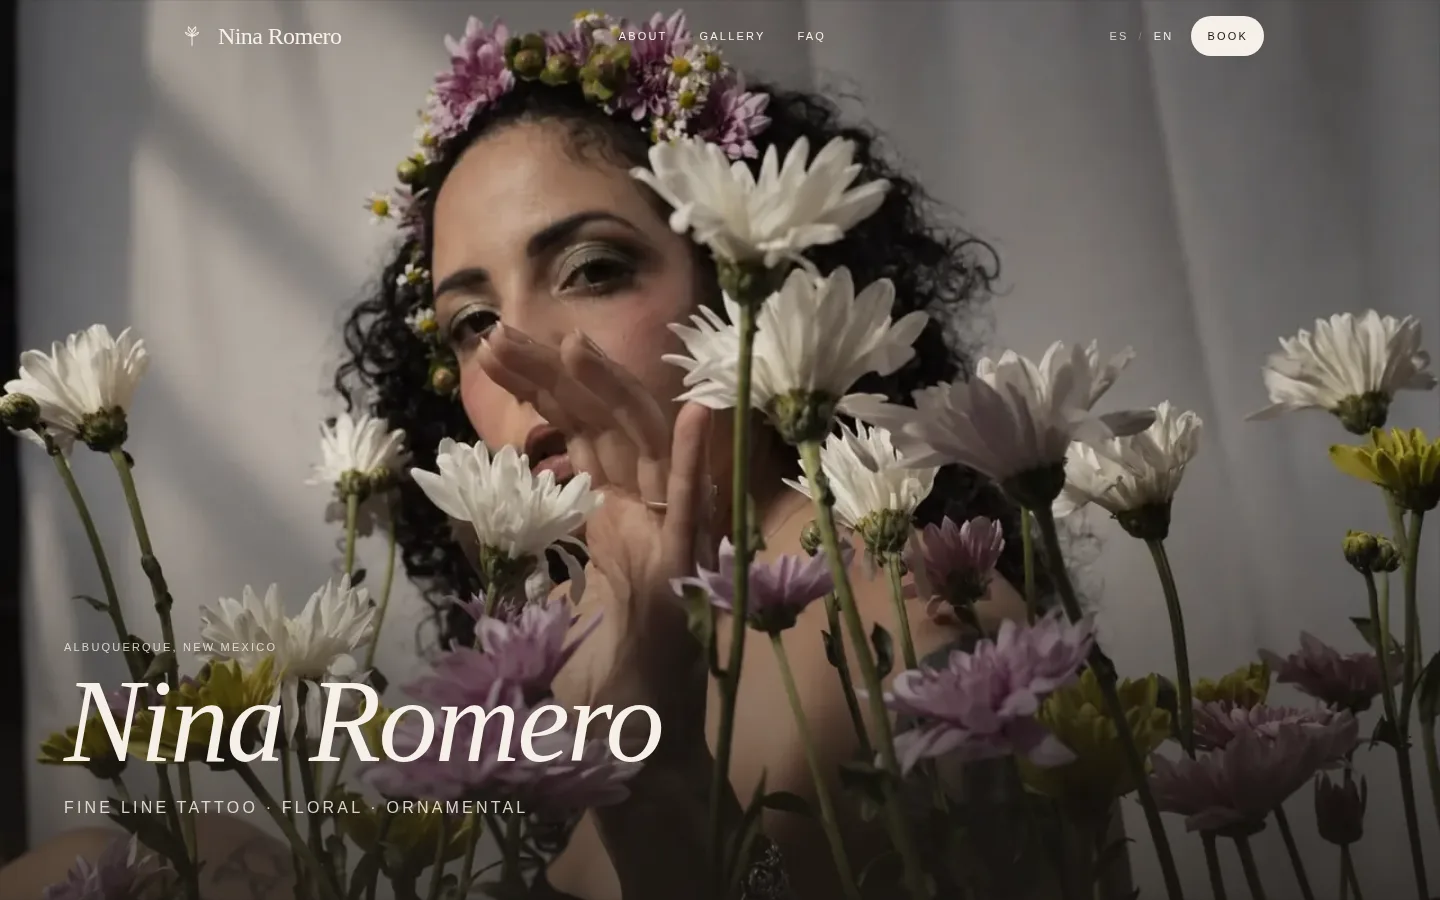 Nina Romero
ABOUT GALLERY FAQ
ES / EN
BOOK
ALBUQUERQUE, NEW MEXICO
Nina Romero
FINE LINE TATTOO · FLORAL · ORNAMENTAL